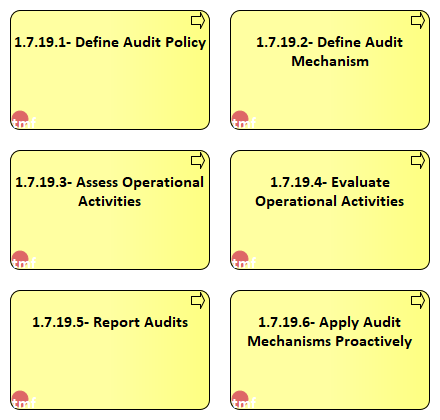 1.7.19.1- Define Audit Policy
1.7.19.2- Define Audit
Mechanism
tmf
tmf
1.7.19.3- Assess Operational
Activities
1.7.19.4- Evaluate
Operational Activities
tmf
tmf
1.7.19.5- Report Audits
1.7.19.6- Apply Audit
Mechanisms Proactively
tmf
tmf